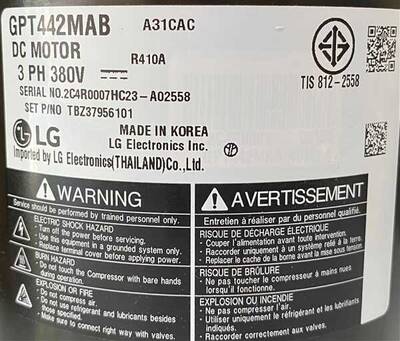 GPT442MAB A31CAC
DC MOTOR
3 PH 380V R410A
SERIAL NO.2C4R0007HC23-A02558
SET P/NO TBZ37956101
TIS 812-2558
LG MADE IN KOREA
LG Electronics Inc.
Imported by LG Electronics(THAILAND)Co.,Ltd.
WARNING
Service should be performed by trained personnel only.
ELECTRIC SHOCK HAZARD
• Turn off the power before servicing.
• Use this equipment in a grounded system only.
• Replace terminal cover before applying power.
BURN HAZARD
• Do not touch the Compressor with bare hands
during operation.
EXPLOSION OR FIRE
• Do not compress air.
• Do not use refrigerant and lubricants besides
those specified.
• Make sure to connect right way with valves.
AVERTISSEMENT
Entretien à réaliser par du personnel formé.
RISQUE DE DÉCHARGE ÉLECTRIQUE
• Couper l'alimentation avant toute intervention.
• Raccorder uniquement à un système relié à la terre.
• Replacer le cache de la borne avant la mise sous tension.
RISQUE DE BRÛLURE
• Ne pas toucher le compresseur à mains nues
lorsqu'il est en marche.
EXPLOSION OU INCENDIE
• Ne pas comprimer l'air.
• Utiliser uniquement le réfrigérant et les lubrifiants
indiqués.
• Raccorder correctement aux valves.